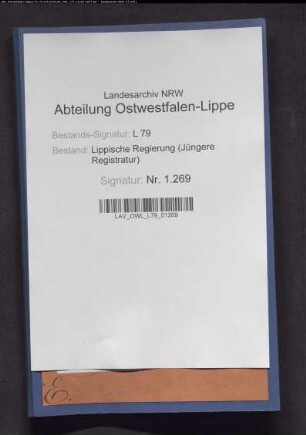 Landesarchiv NRW
Abteilung Ostwestfalen-Lippe
Bestands-Signatur: L 79
Bestand: Lippische Regierung (Jüngere
Registratur)
Signatur: Nr. 1.269
LAV_OWL_L79_01269
E.